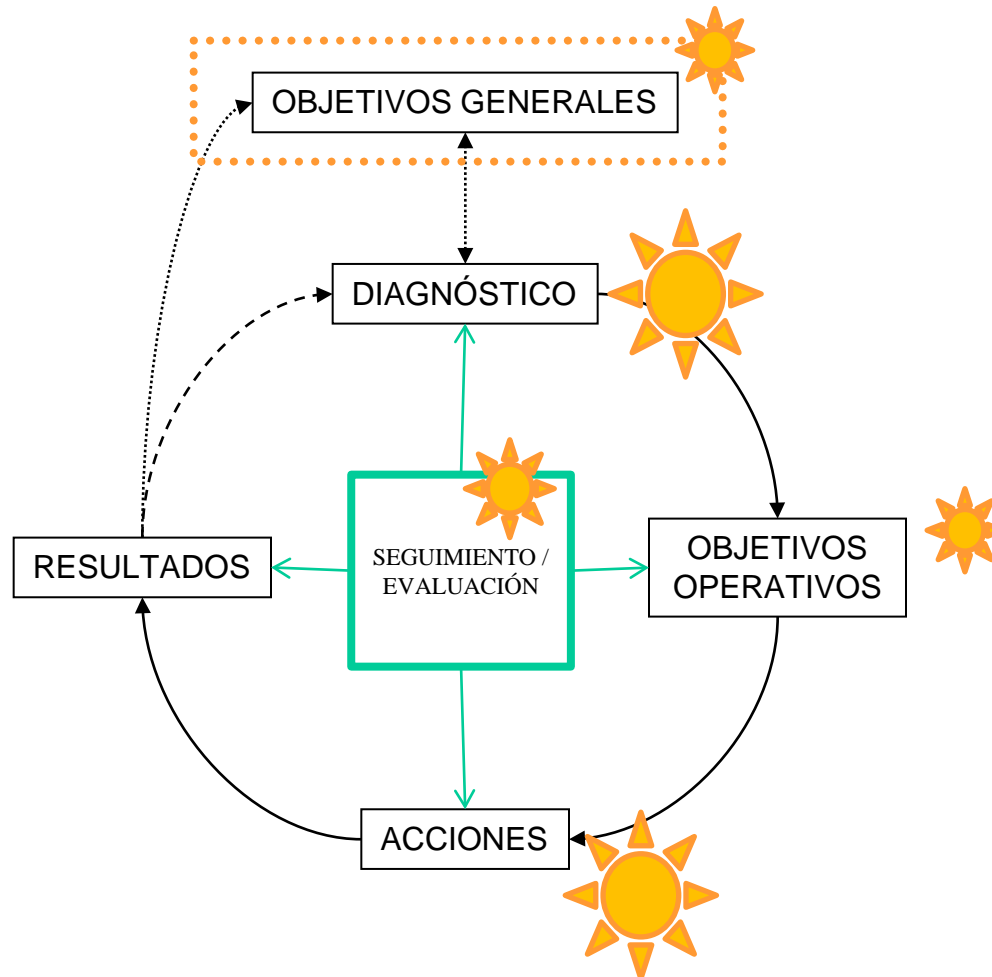 OBJETIVOS GENERALES
DIAGNÓSTICO
SEGUIMIENTO /
EVALUACIÓN
RESULTADOS
OBJETIVOS
OPERATIVOS
ACCIONES